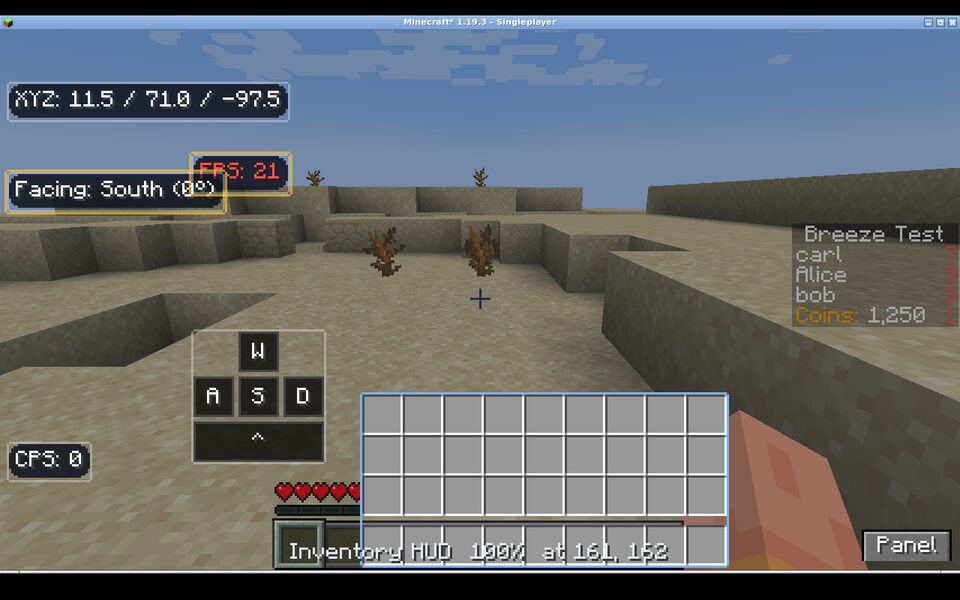 Minecraft* 1.19.3 - Singleplayer
XYZ: 11.5 / 71.0 / -97.5
FPS: 21
Facing: South (0°)
Breeze Test
carl
Alice
bob
Coins: 1,250
W
A S D
^
CPS: 0
Inventory HUD 100% at 161, 162
Panel